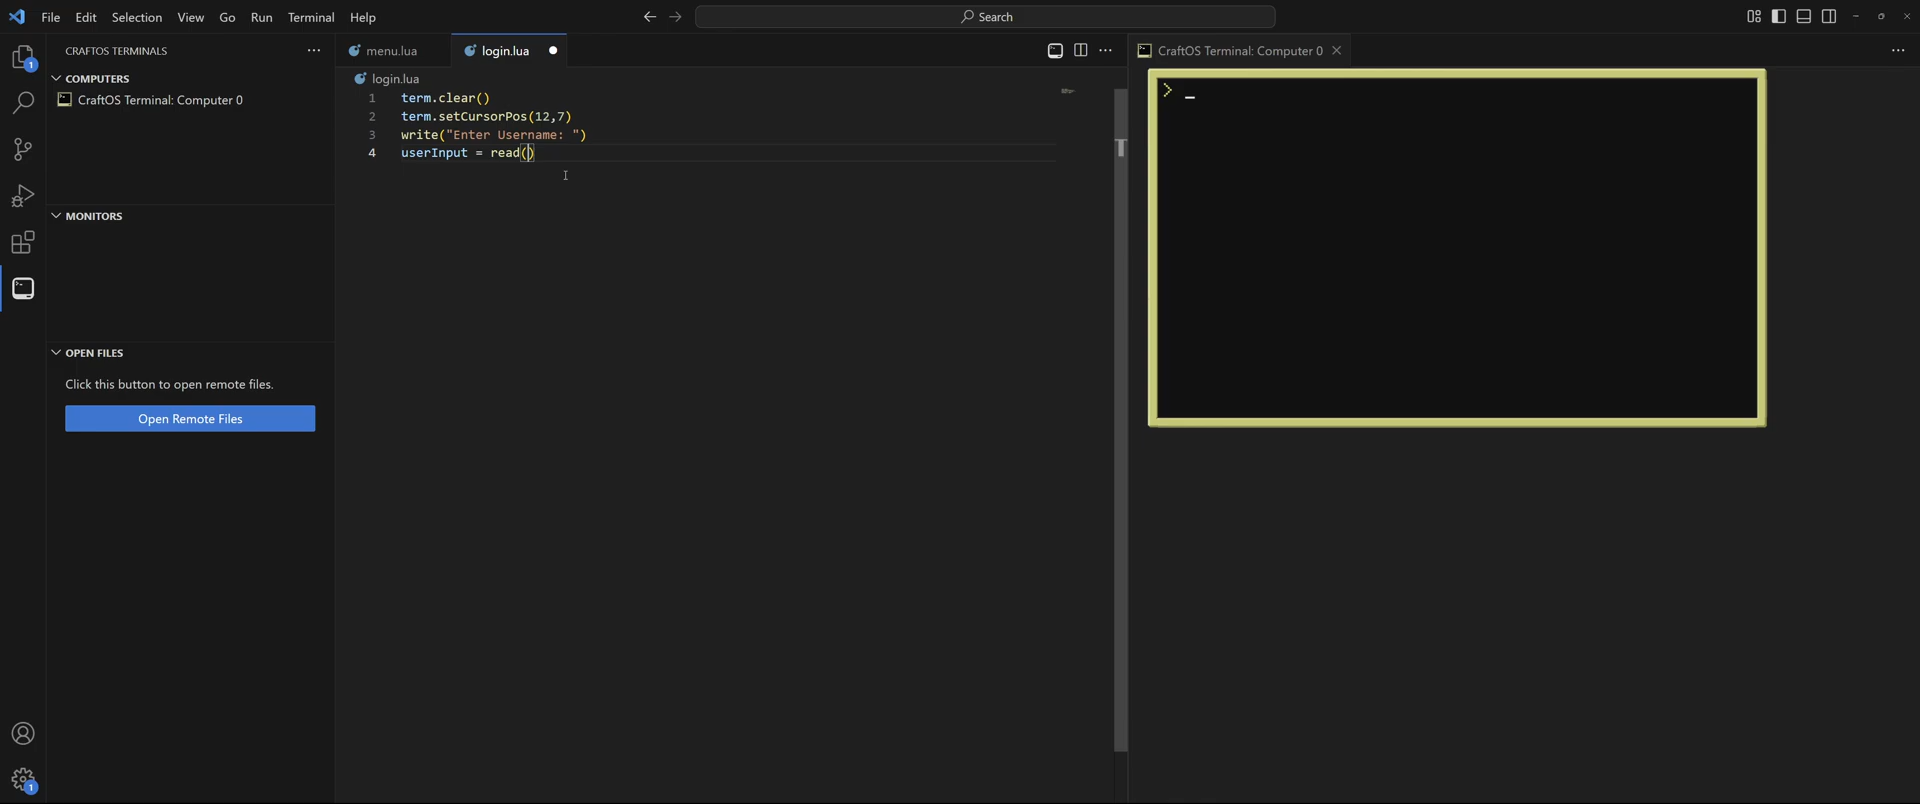 File Edit Selection View Go Run Terminal Help
Search
CRAFTOS TERMINALS
COMPUTERS
CraftOS Terminal: Computer 0
MONITORS
OPEN FILES
Click this button to open remote files.
Open Remote Files
1
1
menu.lua
login.lua
login.lua
1 term.clear()
2 term.setCursorPos(12,7)
3 write("Enter Username: ")
4 userInput = read()
CraftOS Terminal: Computer 0
> _